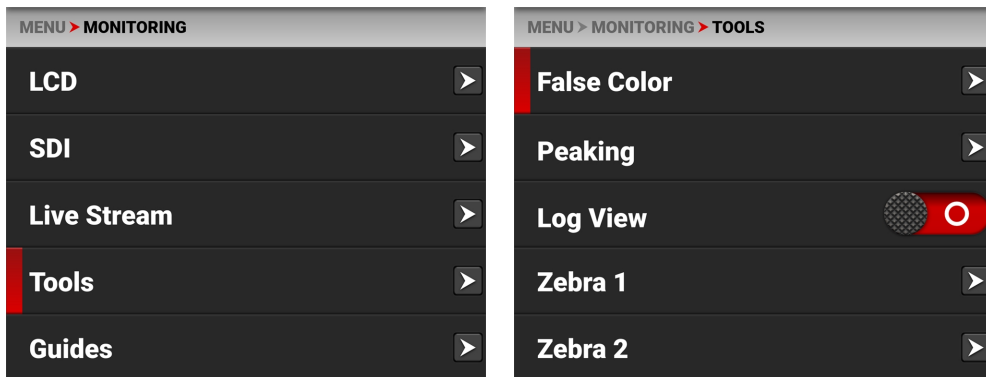 MENU > MONITORING
LCD
SDI
Live Stream
Tools
Guides
MENU > MONITORING > TOOLS
False Color
Peaking
Log View
Zebra 1
Zebra 2